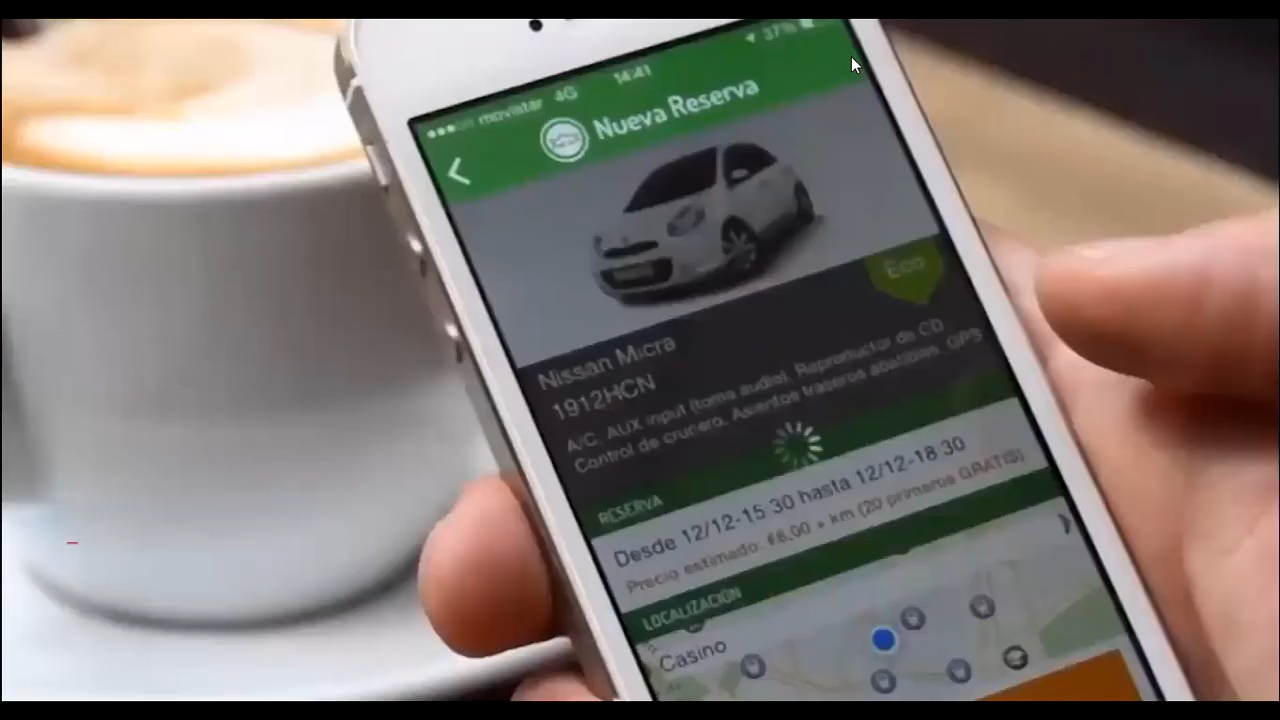 movistar 4G 14:41 37%
Nueva Reserva
Eco
Nissan Micra
1912HCN
A/C, AUX input (toma audio), Reproductor de CD
Control de crucero, Asientos traseros abatibles, GPS
RESERVA
Desde 12/12-15:30 hasta 12/12-18:30
Precio estimado: €6,00 + km (20 primeros GRATIS)
LOCALIZACIÓN
Casino